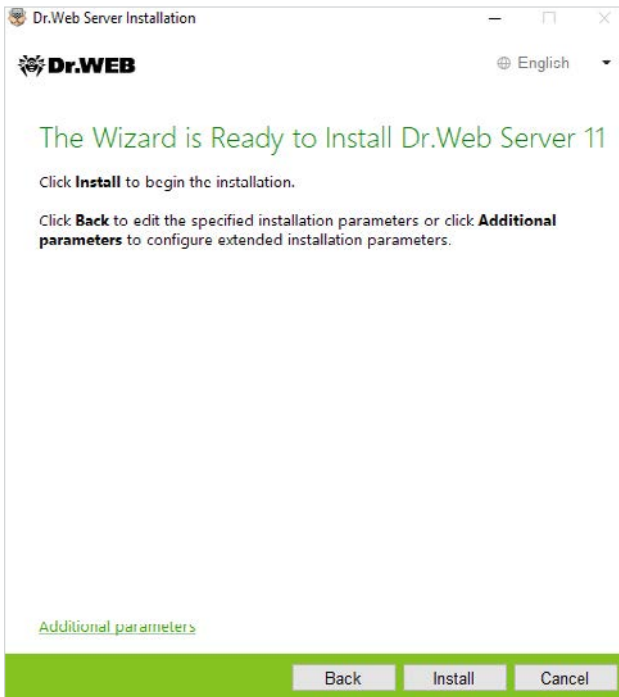 Dr.Web Server Installation
Dr.WEB
English
The Wizard is Ready to Install Dr.Web Server 11
Click Install to begin the installation.
Click Back to edit the specified installation parameters or click Additional
parameters to configure extended installation parameters.
Additional parameters
Back Install Cancel